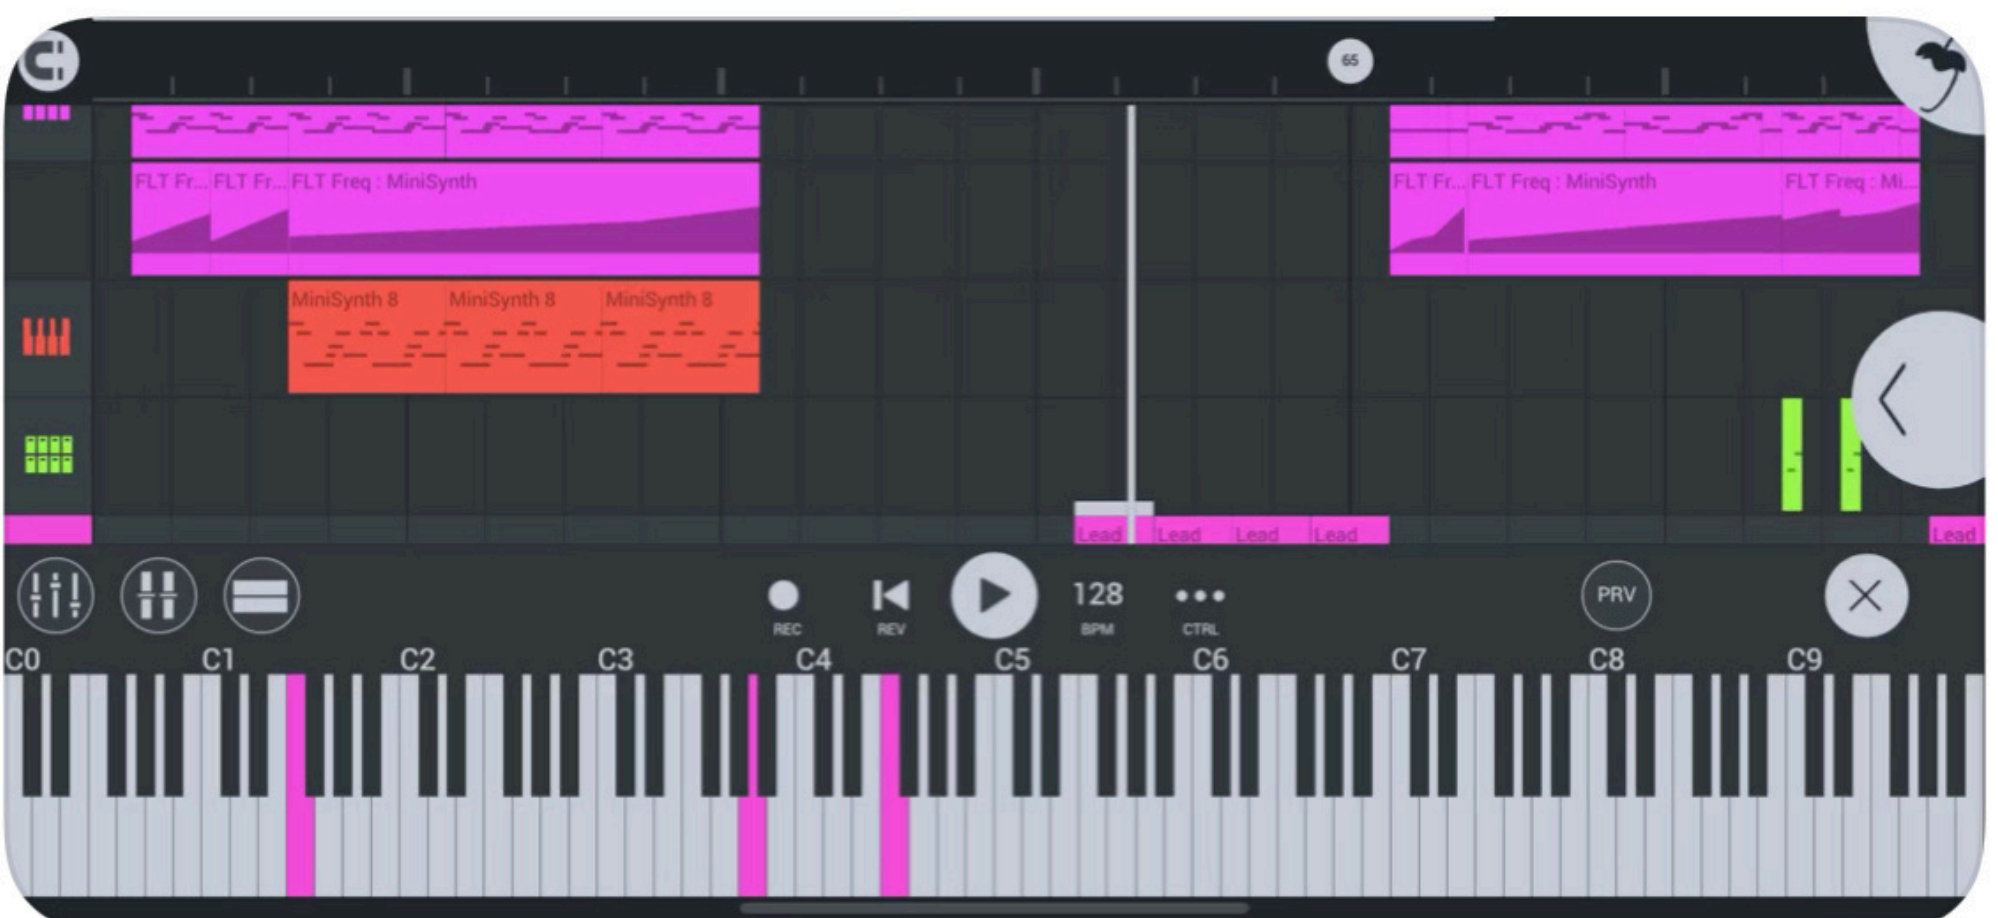 65
FLT Fr... FLT Fr... FLT Freq : MiniSynth FLT Fr... FLT Freq : MiniSynth FLT Freq : Mi...
MiniSynth 8 MiniSynth 8 MiniSynth 8
Lead Lead Lead Lead Lead
128 PRV
REC REV BPM CTRL
C0 C1 C2 C3 C4 C5 C6 C7 C8 C9